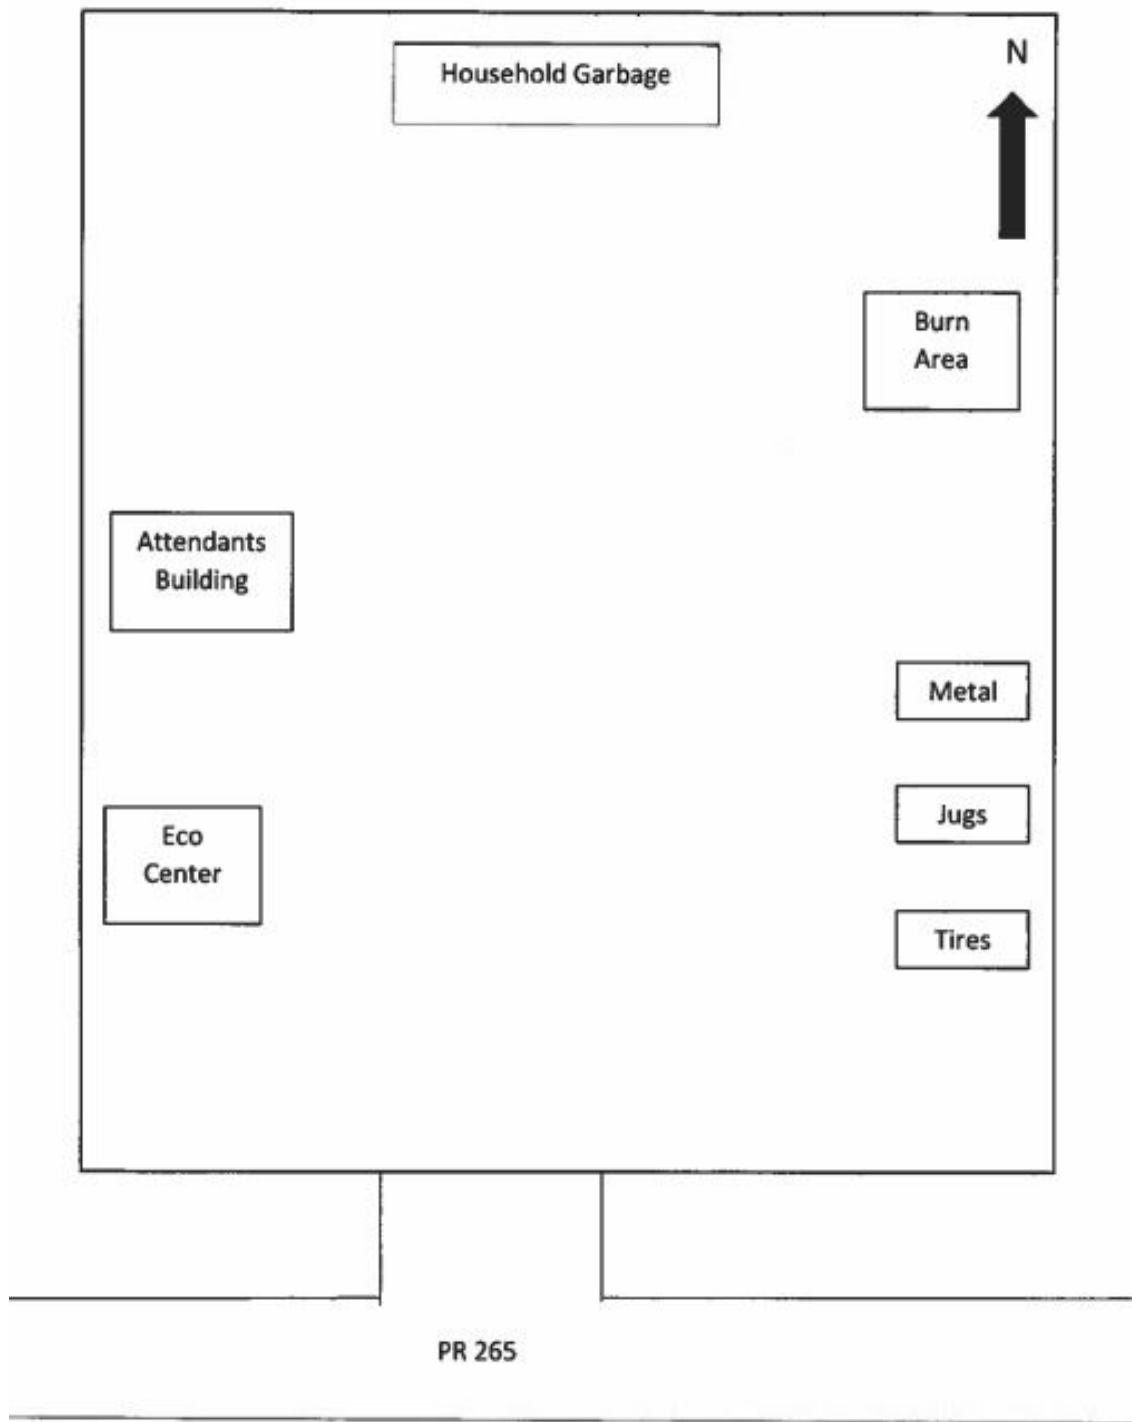 Household Garbage
N
Burn
Area
Attendants
Building
Metal
Jugs
Eco
Center
Tires
PR 265